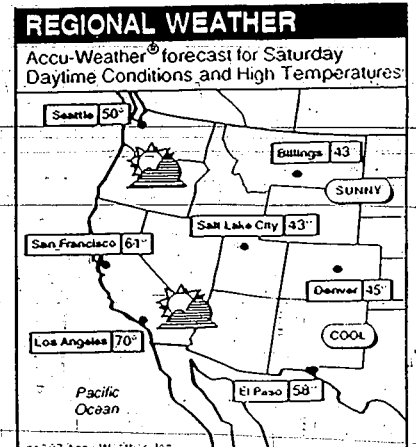 REGIONAL WEATHER
Accu-Weather® forecast for Saturday
Daytime Conditions and High Temperatures
Seattle 50°
Billings 43°
SUNNY
Salt Lake City 43°
San Francisco 61°
Denver 45°
Los Angeles 70°
COOL
El Paso 58°
Pacific
Ocean